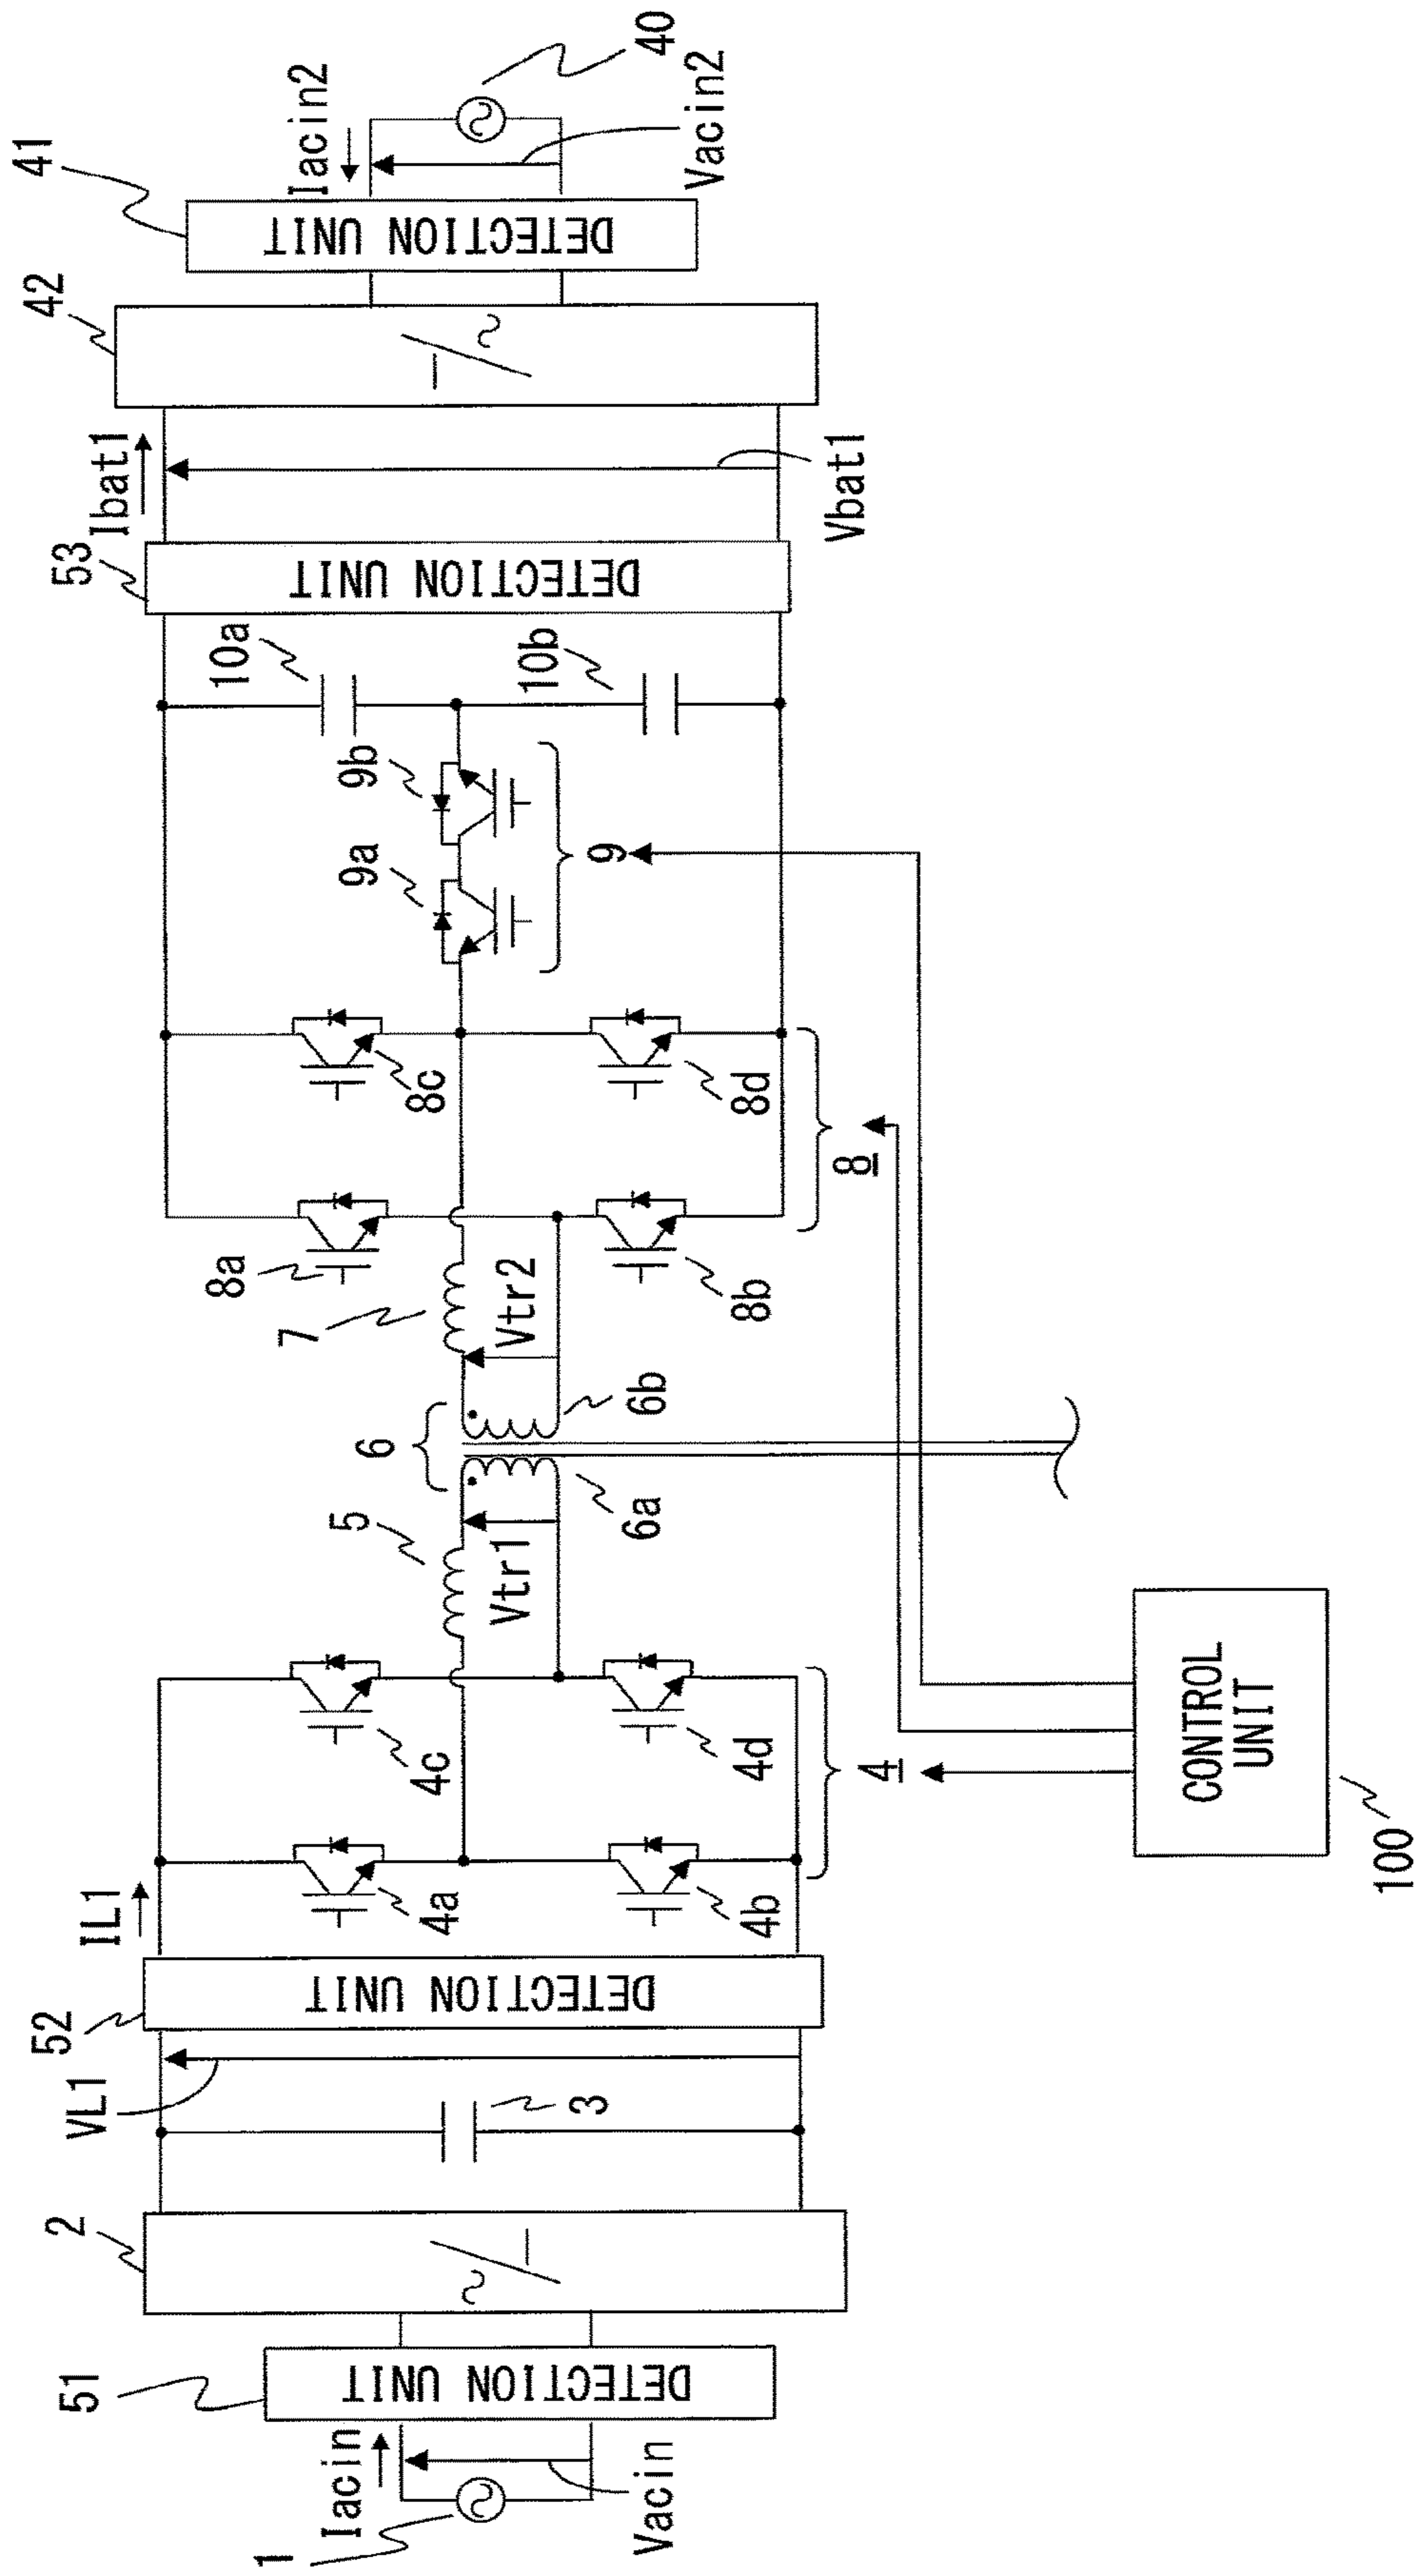 1
Iacin
Vacin
51
DETECTION UNIT
2
3
VL1
52
DETECTION UNIT
IL1
4a
4b
4c
4d
4
5
Vtr1
6
6a
6b
Vtr2
7
8a
8b
8c
8d
8
9a
9b
9
10a
10b
53
DETECTION UNIT
Ibat1
Vbat1
42
41
DETECTION UNIT
Iacin2
Vacin2
40
CONTROL
UNIT
100